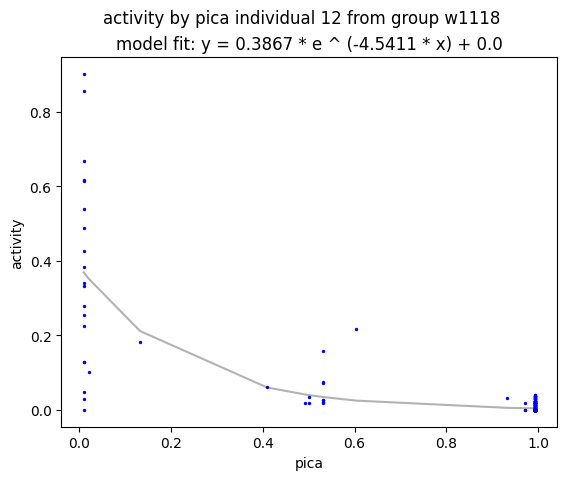 activity by pica individual 12 from group w1118
model fit: y = 0.3867 * e ^ (-4.5411 * x) + 0.0
0.8
0.6
0.4
0.2
0.0
activity
0.0 0.2 0.4 0.6 0.8 1.0
pica